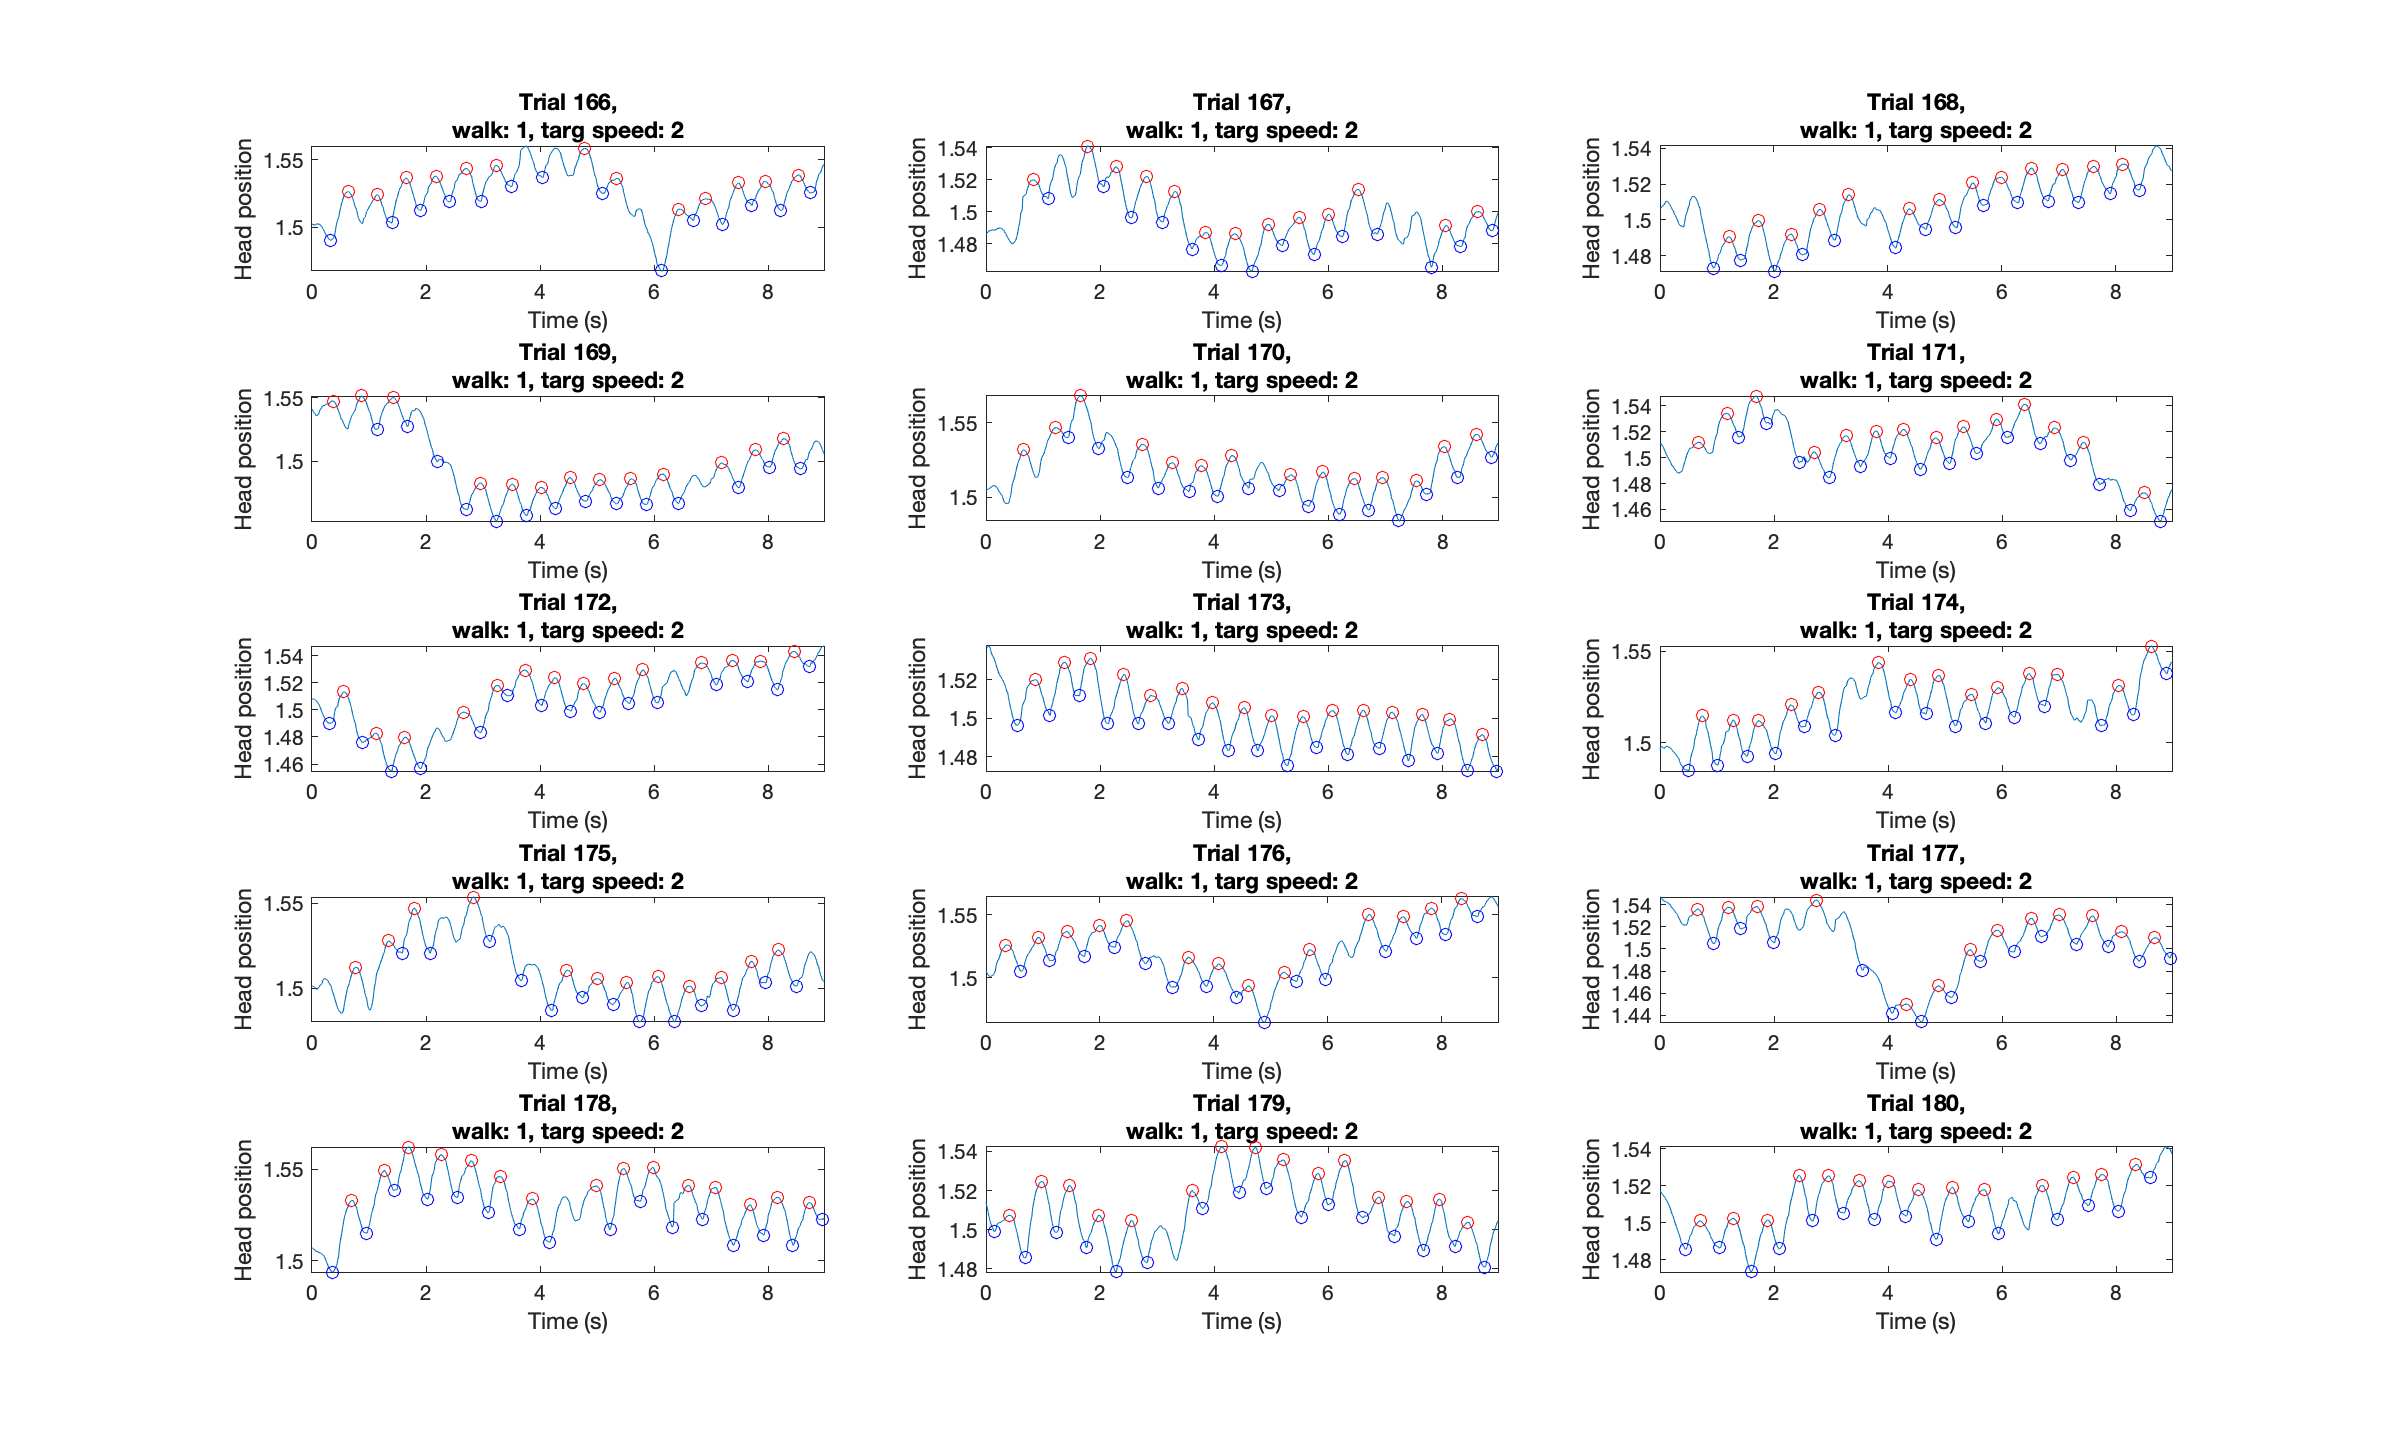 Trial 166,
walk: 1, targ speed: 2
Head position
1.55
1.5
0 2 4 6 8
Time (s)
Trial 167,
walk: 1, targ speed: 2
Head position
1.54
1.52
1.5
1.48
0 2 4 6 8
Time (s)
Trial 168,
walk: 1, targ speed: 2
Head position
1.54
1.52
1.5
1.48
0 2 4 6 8
Time (s)
Trial 169,
walk: 1, targ speed: 2
Head position
1.55
1.5
0 2 4 6 8
Time (s)
Trial 170,
walk: 1, targ speed: 2
Head position
1.55
1.5
0 2 4 6 8
Time (s)
Trial 171,
walk: 1, targ speed: 2
Head position
1.54
1.52
1.5
1.48
1.46
0 2 4 6 8
Time (s)
Trial 172,
walk: 1, targ speed: 2
Head position
1.54
1.52
1.5
1.48
1.46
0 2 4 6 8
Time (s)
Trial 173,
walk: 1, targ speed: 2
Head position
1.52
1.5
1.48
0 2 4 6 8
Time (s)
Trial 174,
walk: 1, targ speed: 2
Head position
1.55
1.5
0 2 4 6 8
Time (s)
Trial 175,
walk: 1, targ speed: 2
Head position
1.55
1.5
0 2 4 6 8
Time (s)
Trial 176,
walk: 1, targ speed: 2
Head position
1.55
1.5
0 2 4 6 8
Time (s)
Trial 177,
walk: 1, targ speed: 2
Head position
1.54
1.52
1.5
1.48
1.46
1.44
0 2 4 6 8
Time (s)
Trial 178,
walk: 1, targ speed: 2
Head position
1.55
1.5
0 2 4 6 8
Time (s)
Trial 179,
walk: 1, targ speed: 2
Head position
1.54
1.52
1.5
1.48
0 2 4 6 8
Time (s)
Trial 180,
walk: 1, targ speed: 2
Head position
1.54
1.52
1.5
1.48
0 2 4 6 8
Time (s)